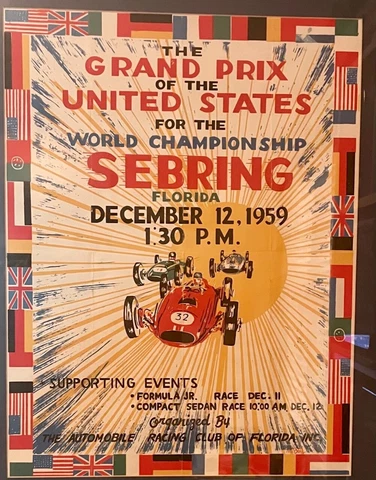 THE
GRAND PRIX
OF THE
UNITED STATES
FOR THE
WORLD CHAMPIONSHIP
SEBRING
FLORIDA
DECEMBER 12, 1959
1:30 P.M.
32
SUPPORTING EVENTS
• FORMULA JR. RACE DEC. 11
• COMPACT SEDAN RACE 10:00 AM DEC. 12
Organized By
THE AUTOMOBILE RACING CLUB OF FLORIDA INC.